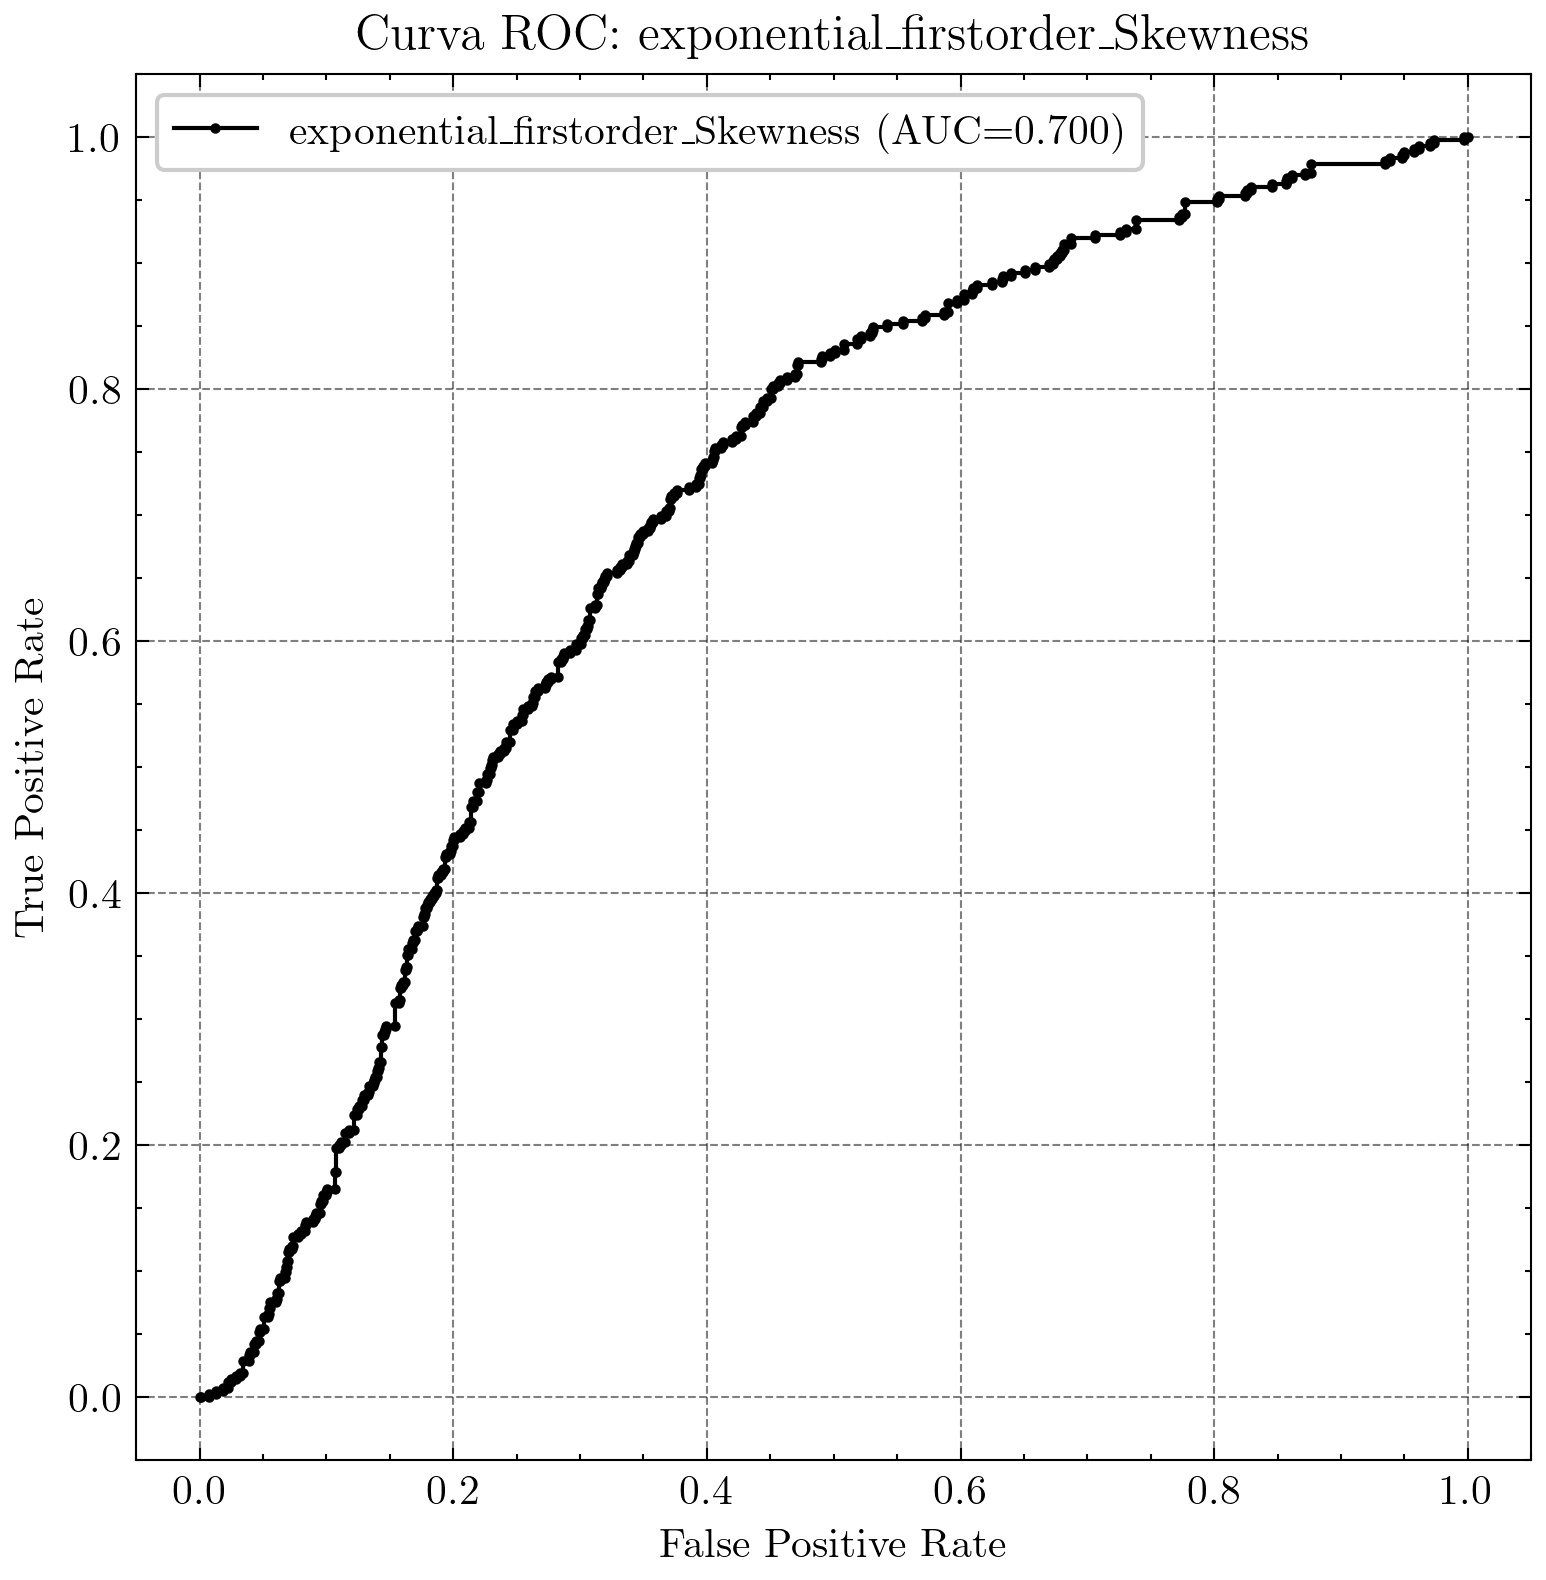 Curva ROC: exponential_firstorder_Skewness
exponential_firstorder_Skewness (AUC=0.700)
1.0
0.8
0.6
0.4
0.2
0.0
True Positive Rate
0.0 0.2 0.4 0.6 0.8 1.0
False Positive Rate